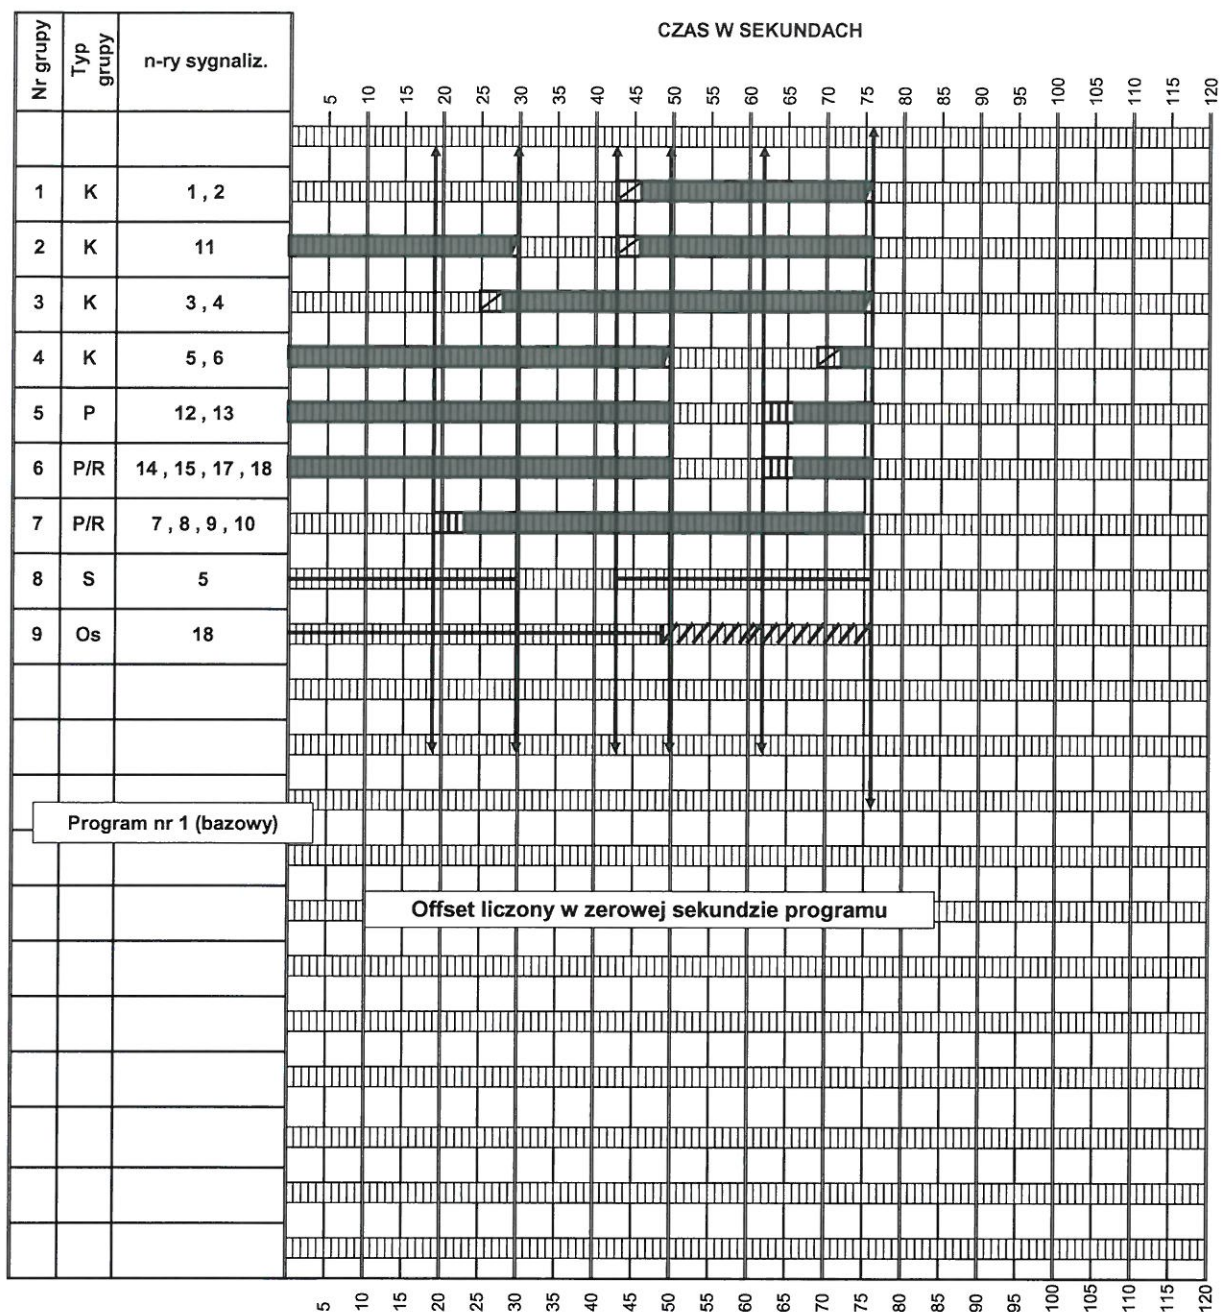 CZAS W SEKUNDACH
Nr grupy
Typ grupy
n-ry sygnaliz.
5 10 15 20 25 30 35 40 45 50 55 60 65 70 75 80 85 90 95 100 105 110 115 120
1 K 1 , 2
2 K 11
3 K 3 , 4
4 K 5 , 6
5 P 12 , 13
6 P/R 14 , 15 , 17 , 18
7 P/R 7 , 8 , 9 , 10
8 S 5
9 Os 18
Program nr 1 (bazowy)
Offset liczony w zerowej sekundzie programu
5 10 15 20 25 30 35 40 45 50 55 60 65 70 75 80 85 90 95 100 105 110 115 120